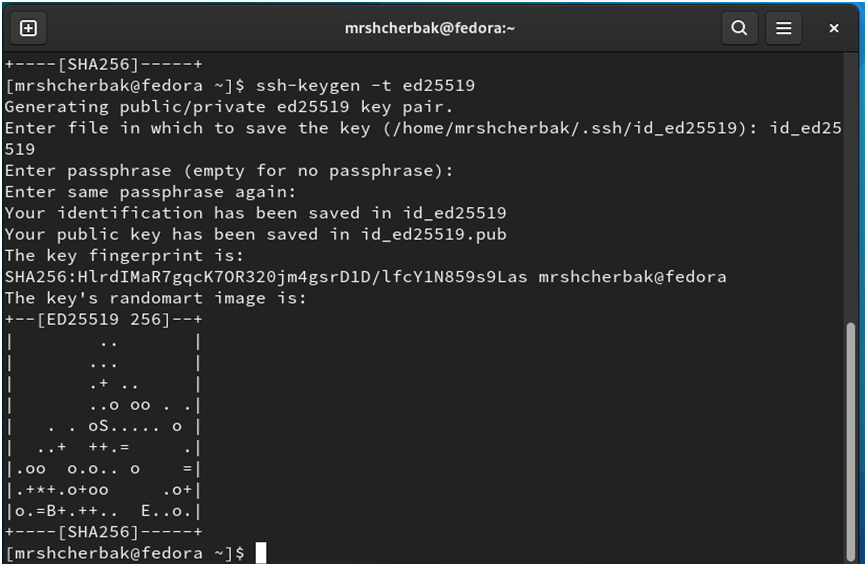 mrshcherbak@fedora:~
+----[SHA256]-----+
[mrshcherbak@fedora ~]$ ssh-keygen -t ed25519
Generating public/private ed25519 key pair.
Enter file in which to save the key (/home/mrshcherbak/.ssh/id_ed25519): id_ed25
519
Enter passphrase (empty for no passphrase):
Enter same passphrase again:
Your identification has been saved in id_ed25519
Your public key has been saved in id_ed25519.pub
The key fingerprint is:
SHA256:HlrdIMaR7gqcK7OR320jm4gsrD1D/lfcY1N859s9Las mrshcherbak@fedora
The key's randomart image is:
+--[ED25519 256]--+
|        ..       |
|       ...       |
|       .+ ..     |
|       ..o oo . .|
|   . . oS..... o |
|  ..+  ++.=     .|
|.oo  o.o.. o    =|
|.+*+.o+oo     .o+|
|o.=B+.++..  E..o.|
+----[SHA256]-----+
[mrshcherbak@fedora ~]$